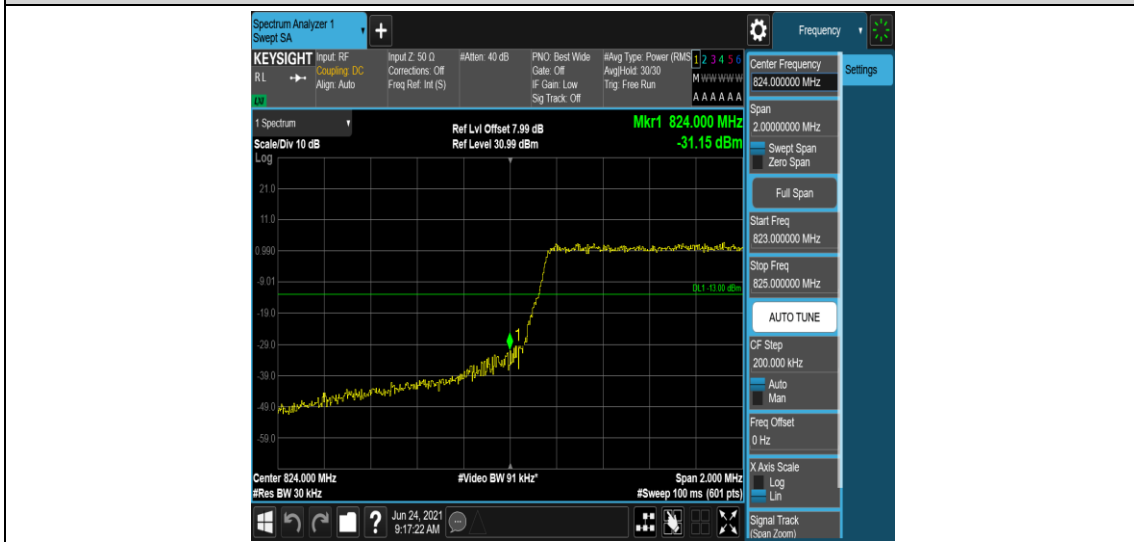 Spectrum Analyzer 1
Swept SA
+
Frequency
KEYSIGHT
RL
Input: RF
Coupling: DC
Align: Auto
Input Z: 50 Ω
Corrections: Off
Freq Ref: Int (S)
#Atten: 40 dB
PNO: Best Wide
Gate: Off
IF Gain: Low
Sig Track: Off
#Avg Type: Power (RMS
Avg|Hold: 30/30
Trig: Free Run
1 2 3 4 5 6
M W W W W W
A A A A A A
1 Spectrum
Scale/Div 10 dB
Log
Ref Lvl Offset 7.99 dB
Ref Level 30.99 dBm
Mkr1 824.000 MHz
-31.15 dBm
21.0
11.0
0.990
-9.01
-19.0
-29.0
-39.0
-49.0
-59.0
DL1 -13.00 dBm
1
Center 824.000 MHz
#Res BW 30 kHz
#Video BW 91 kHz*
Span 2.000 MHz
#Sweep 100 ms (601 pts)
Jun 24, 2021
9:17:22 AM
Center Frequency
824.000000 MHz
Settings
Span
2.00000000 MHz
Swept Span
Zero Span
Full Span
Start Freq
823.000000 MHz
Stop Freq
825.000000 MHz
AUTO TUNE
CF Step
200.000 kHz
Auto
Man
Freq Offset
0 Hz
X Axis Scale
Log
Lin
Signal Track
(Span Zoom)